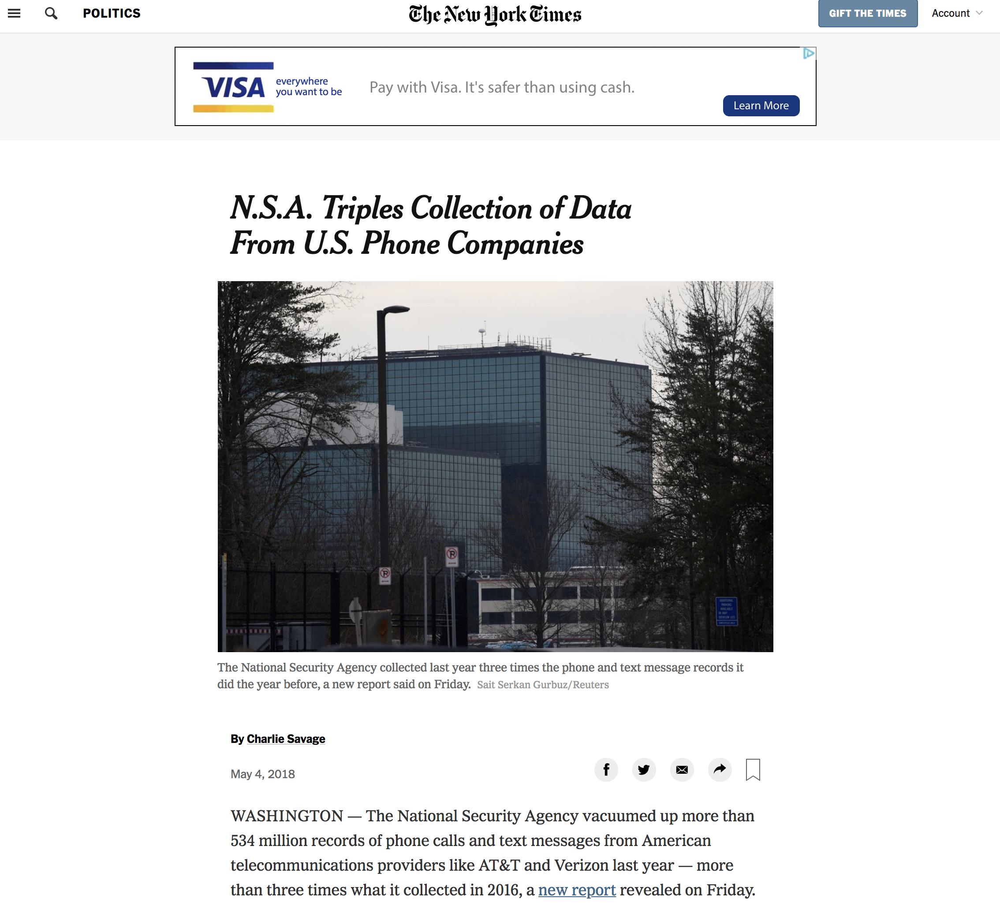 POLITICS
The New York Times
GIFT THE TIMES
Account
VISA
everywhere
you want to be
Pay with Visa. It's safer than using cash.
Learn More
N.S.A. Triples Collection of Data
From U.S. Phone Companies
P
P
ADDITIONAL
PARKING
AVAILABLE
The National Security Agency collected last year three times the phone and text message records it
did the year before, a new report said on Friday. Sait Serkan Gurbuz/Reuters
By Charlie Savage
May 4, 2018
f
WASHINGTON — The National Security Agency vacuumed up more than
534 million records of phone calls and text messages from American
telecommunications providers like AT&T and Verizon last year — more
than three times what it collected in 2016, a new report revealed on Friday.